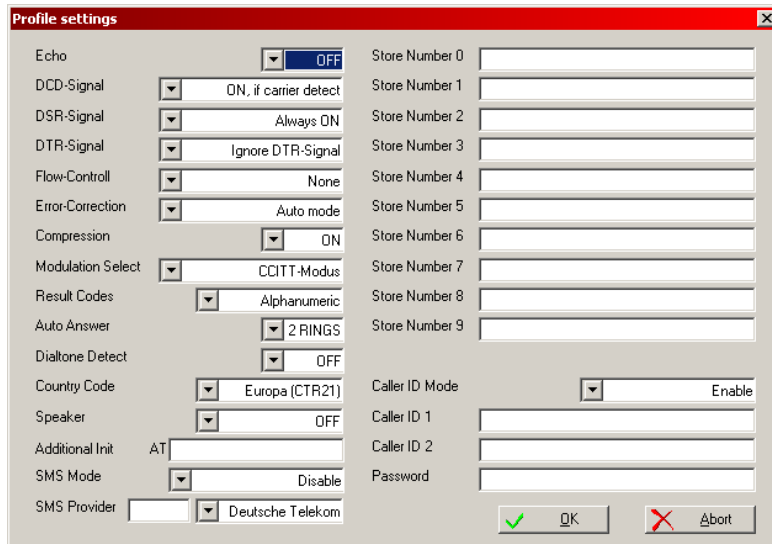 Profile settings
Echo OFF
DCD-Signal ON, if carrier detect
DSR-Signal Always ON
DTR-Signal Ignore DTR-Signal
Flow-Controll None
Error-Correction Auto mode
Compression ON
Modulation Select CCITT-Modus
Result Codes Alphanumeric
Auto Answer 2 RINGS
Dialtone Detect OFF
Country Code Europa (CTR21)
Speaker OFF
Additional Init AT
SMS Mode Disable
SMS Provider Deutsche Telekom
Store Number 0
Store Number 1
Store Number 2
Store Number 3
Store Number 4
Store Number 5
Store Number 6
Store Number 7
Store Number 8
Store Number 9
Caller ID Mode Enable
Caller ID 1
Caller ID 2
Password
OK Abort